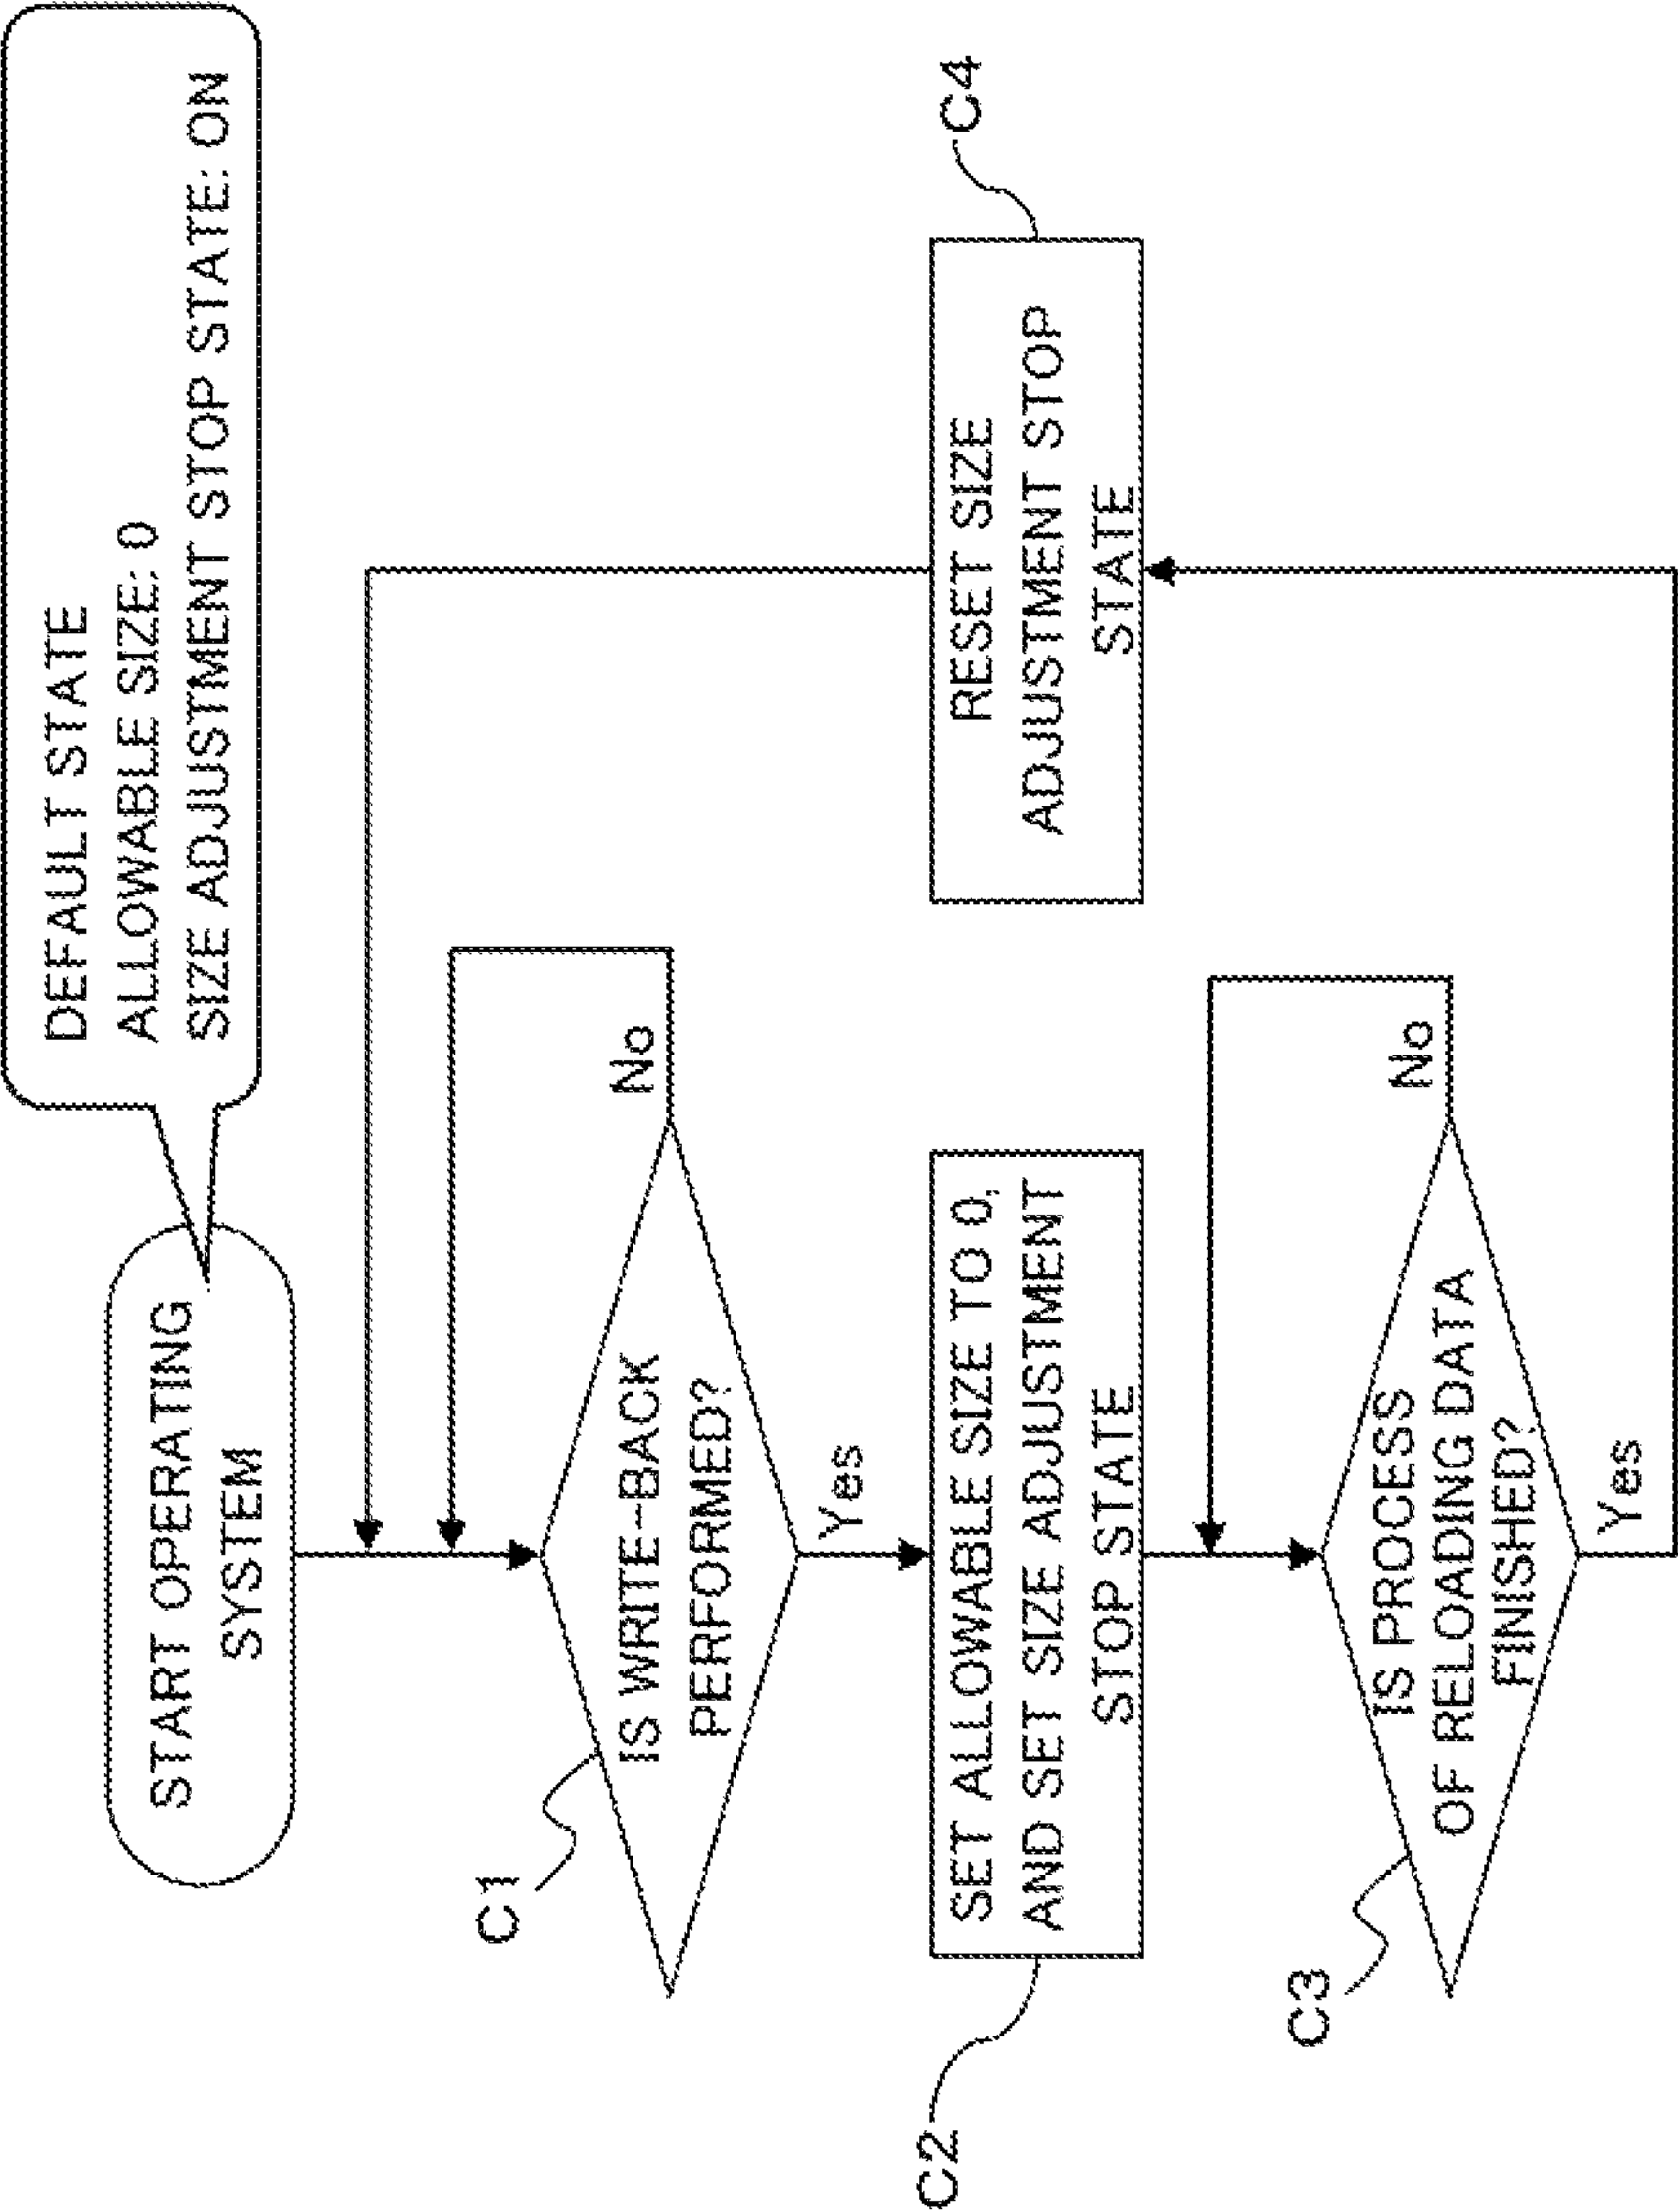 DEFAULT STATE
ALLOWABLE SIZE: 0
SIZE ADJUSTMENT STOP STATE: ON
START OPERATING
SYSTEM
C1
IS WRITE-BACK
PERFORMED?
No
Yes
C2
SET ALLOWABLE SIZE TO 0,
AND SET SIZE ADJUSTMENT
STOP STATE
C3
IS PROCESS
OF RELOADING DATA
FINISHED?
No
Yes
C4
RESET SIZE
ADJUSTMENT STOP
STATE